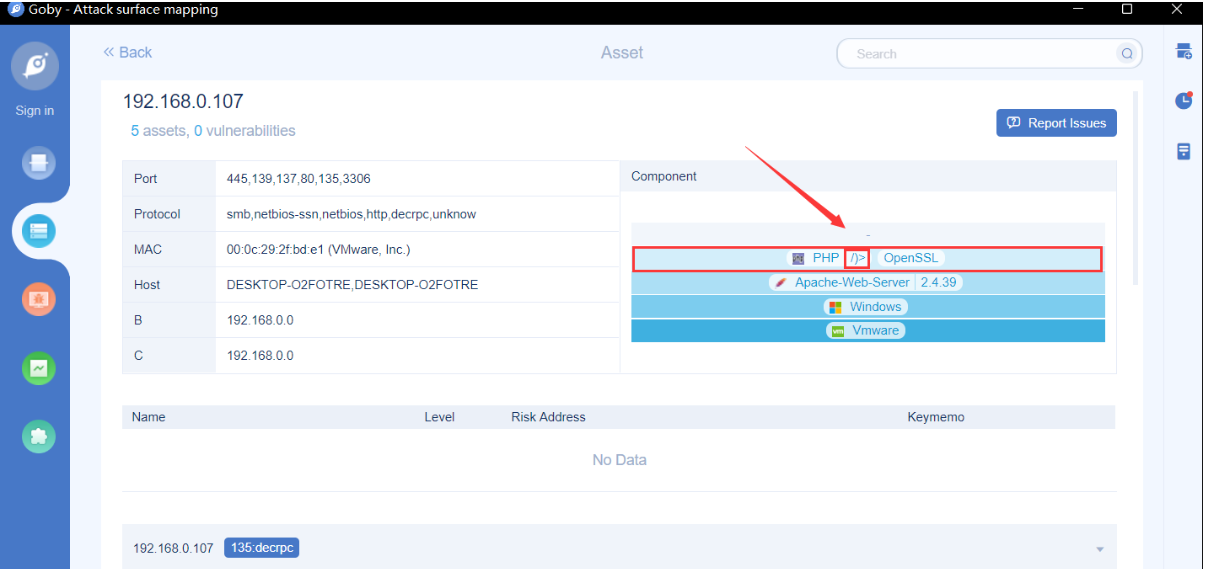 Goby - Attack surface mapping
Sign in
Back
Asset
Search
192.168.0.107
5 assets, 0 vulnerabilities
Report Issues
Port 445,139,137,80,135,3306
Protocol smb,netbios-ssn,netbios,http,decrpc,unknow
MAC 00:0c:29:2f:bd:e1 (VMware, Inc.)
Host DESKTOP-O2FOTRE,DESKTOP-O2FOTRE
B 192.168.0.0
C 192.168.0.0
Component
-
PHP /)> OpenSSL
Apache-Web-Server 2.4.39
Windows
vm Vmware
Name Level Risk Address Keymemo
No Data
192.168.0.107 135:decrpc